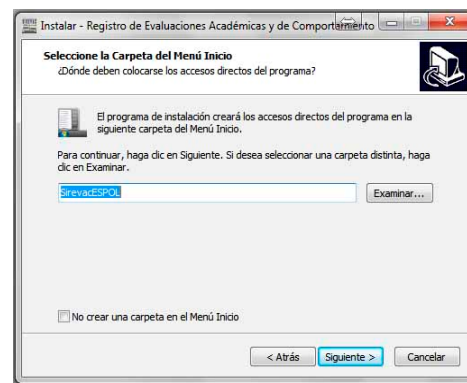 Instalar - Registro de Evaluaciones Académicas y de Comportamiento
Seleccione la Carpeta del Menú Inicio
¿Dónde deben colocarse los accesos directos del programa?
El programa de instalación creará los accesos directos del programa en la
siguiente carpeta del Menú Inicio.
Para continuar, haga clic en Siguiente. Si desea seleccionar una carpeta distinta, haga
clic en Examinar.
SirevacESPOL
Examinar...
No crear una carpeta en el Menú Inicio
< Atrás
Siguiente >
Cancelar